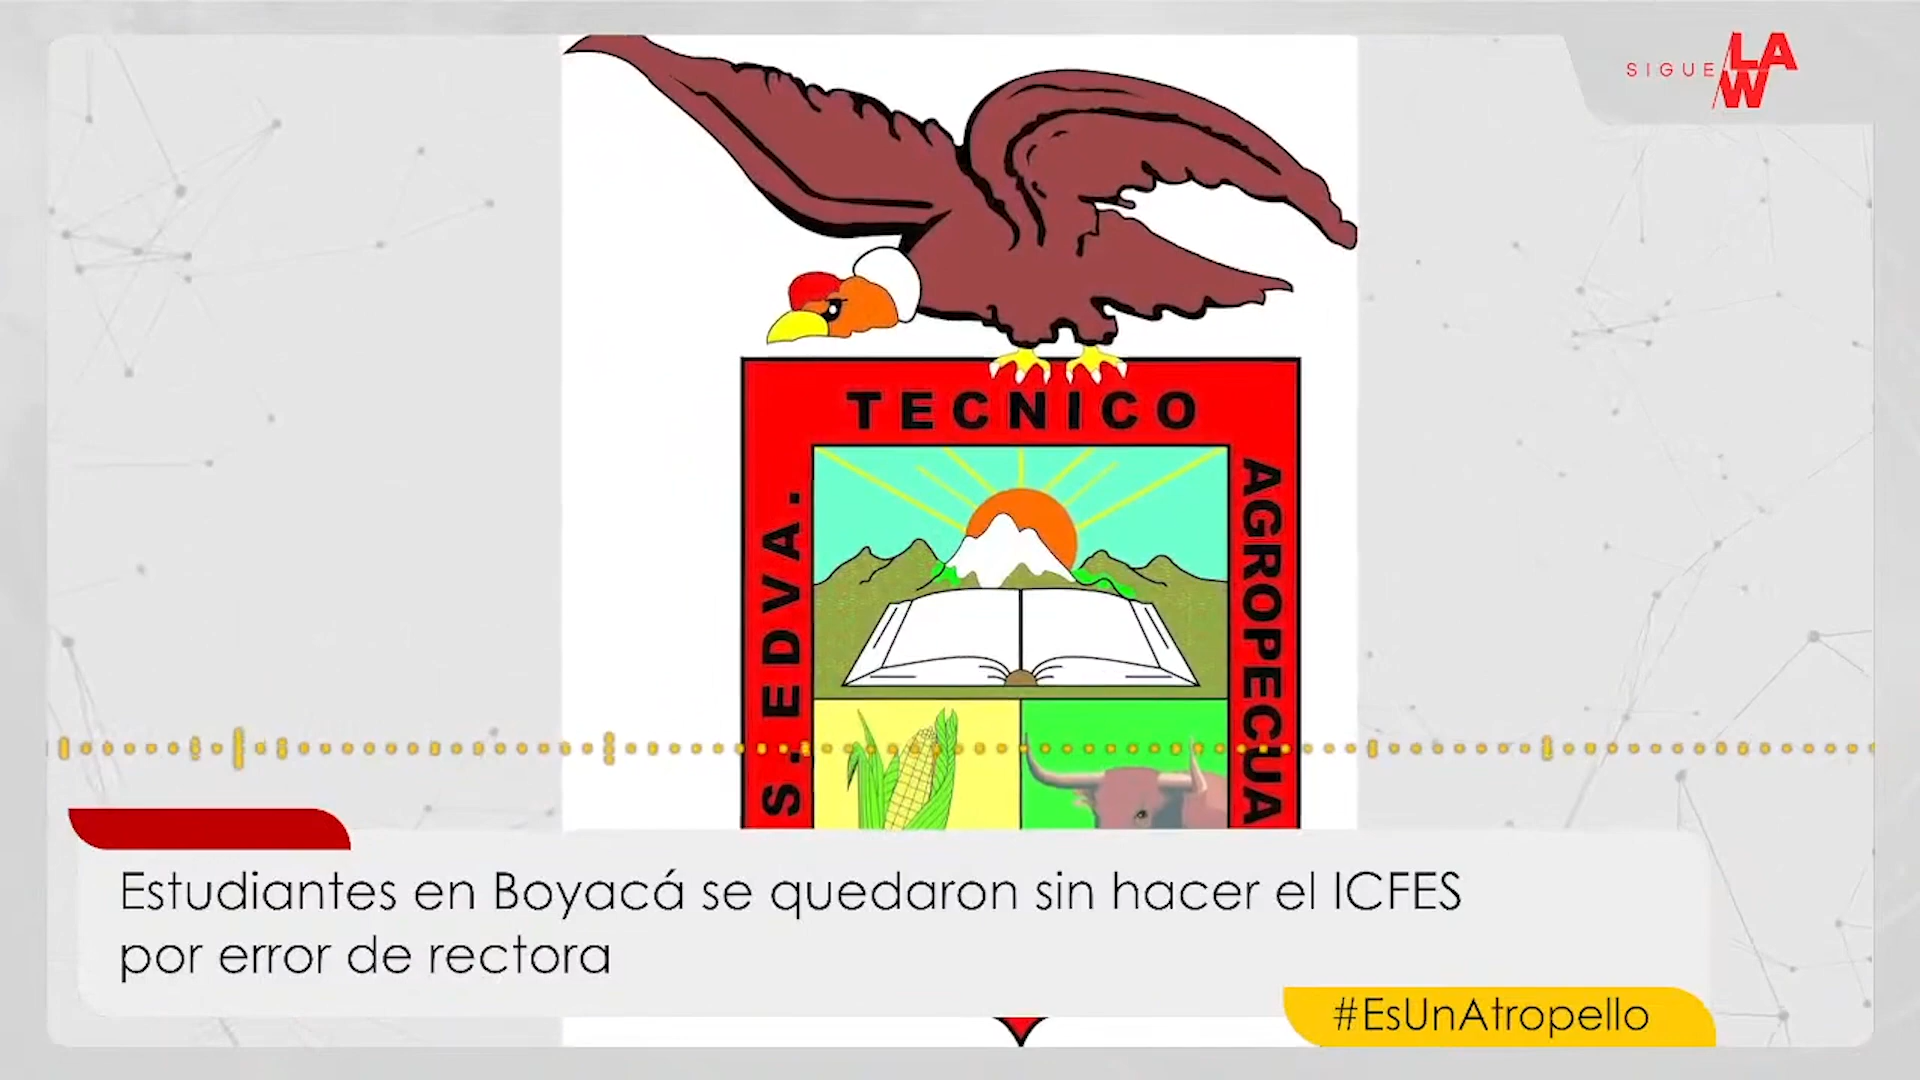 SIGUE LA W
TECNICO
S. EDVA.
AGROPECUA
Estudiantes en Boyacá se quedaron sin hacer el ICFES
por error de rectora
#EsUnAtropello